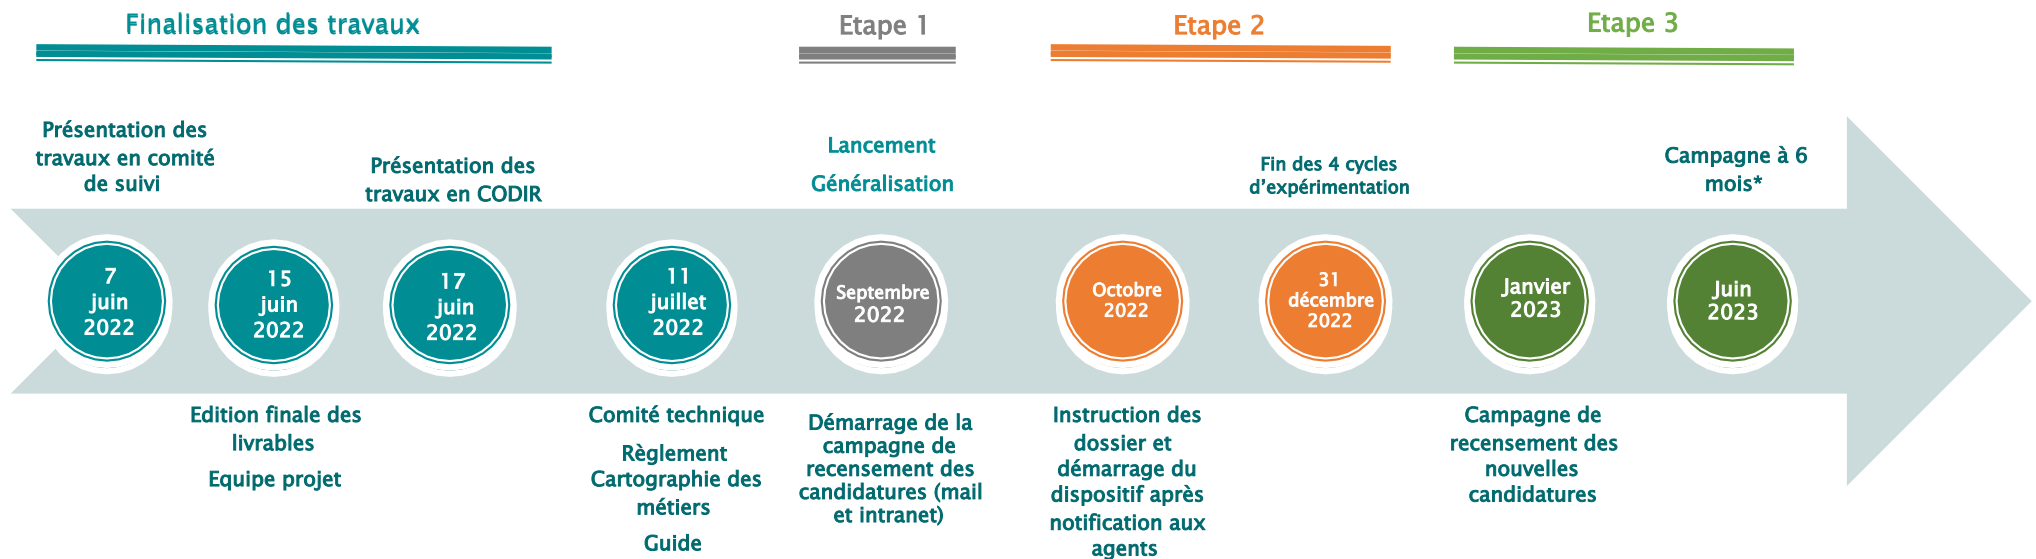 Finalisation des travaux
Etape 1
Etape 2
Etape 3
Présentation des
travaux en comité
de suivi
Présentation des
travaux en CODIR
Lancement
Généralisation
Fin des 4 cycles
d'expérimentation
Campagne à 6
mois*
7
juin
2022
15
juin
2022
17
juin
2022
11
juillet
2022
Septembre
2022
Octobre
2022
31
décembre
2022
Janvier
2023
Juin
2023
Edition finale des
livrables
Equipe projet
Comité technique
Règlement
Cartographie des
métiers
Guide
Démarrage de la
campagne de
recensement des
candidatures (mail
et intranet)
Instruction des
dossier et
démarrage du
dispositif après
notification aux
agents
Campagne de
recensement des
nouvelles
candidatures